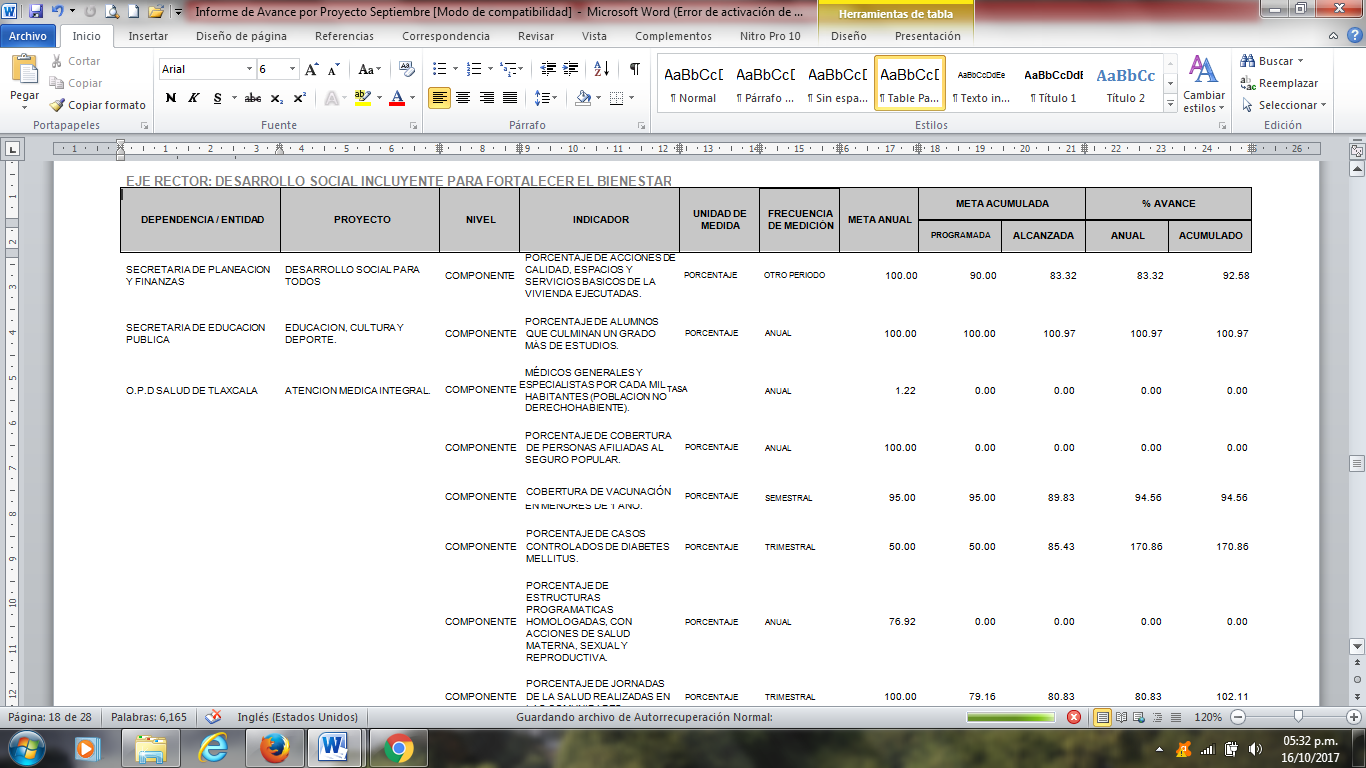 Informe de Avance por Proyecto Septiembre [Modo de compatibilidad] - Microsoft Word (Error de activación de ...
Herramientas de tabla
Archivo Inicio Insertar Diseño de página Referencias Correspondencia Revisar Vista Complementos Nitro Pro 10 Diseño Presentación
Pegar
Cortar
Copiar
Copiar formato
Portapapeles
Arial 6
Fuente
Párrafo
AaBbCcI AaBbCcI AaBbCcI AaBbCcI AaBbCcDdEe AaBbCcDdE AaBbCc
¶ Normal ¶ Párrafo ... ¶ Sin espa... ¶ Table Pa... ¶ Texto in... ¶ Título 1 Título 2
Cambiar estilos
Estilos
Buscar
Reemplazar
Seleccionar
Edición
EJE RECTOR: DESARROLLO SOCIAL INCLUYENTE PARA FORTALECER EL BIENESTAR
DEPENDENCIA / ENTIDAD PROYECTO NIVEL INDICADOR UNIDAD DE MEDIDA FRECUENCIA DE MEDICIÓN META ANUAL META ACUMULADA % AVANCE
PROGRAMADA ALCANZADA ANUAL ACUMULADO
SECRETARIA DE PLANEACION Y FINANZAS DESARROLLO SOCIAL PARA TODOS COMPONENTE PORCENTAJE DE ACCIONES DE CALIDAD, ESPACIOS Y SERVICIOS BASICOS DE LA VIVIENDA EJECUTADAS. PORCENTAJE OTRO PERIODO 100.00 90.00 83.32 83.32 92.58
SECRETARIA DE EDUCACION PUBLICA EDUCACION, CULTURA Y DEPORTE. COMPONENTE PORCENTAJE DE ALUMNOS QUE CULMINAN UN GRADO MÁS DE ESTUDIOS. PORCENTAJE ANUAL 100.00 100.00 100.97 100.97 100.97
O.P.D SALUD DE TLAXCALA ATENCION MEDICA INTEGRAL. COMPONENTE MÉDICOS GENERALES Y ESPECIALISTAS POR CADA MIL HABITANTES (POBLACION NO DERECHOHABIENTE). TASA ANUAL 1.22 0.00 0.00 0.00 0.00
COMPONENTE PORCENTAJE DE COBERTURA DE PERSONAS AFILIADAS AL SEGURO POPULAR. PORCENTAJE ANUAL 100.00 0.00 0.00 0.00 0.00
COMPONENTE COBERTURA DE VACUNACIÓN EN MENORES DE 1 AÑO. PORCENTAJE SEMESTRAL 95.00 95.00 89.83 94.56 94.56
COMPONENTE PORCENTAJE DE CASOS CONTROLADOS DE DIABETES MELLITUS. PORCENTAJE TRIMESTRAL 50.00 50.00 85.43 170.86 170.86
COMPONENTE PORCENTAJE DE ESTRUCTURAS PROGRAMATICAS HOMOLOGADAS, CON ACCIONES DE SALUD MATERNA, SEXUAL Y REPRODUCTIVA. PORCENTAJE ANUAL 76.92 0.00 0.00 0.00 0.00
COMPONENTE PORCENTAJE DE JORNADAS DE LA SALUD REALIZADAS EN PORCENTAJE TRIMESTRAL 100.00 79.16 80.83 80.83 102.11
Página: 18 de 28 Palabras: 6,165 Inglés (Estados Unidos) Guardando archivo de Autorrecuperación Normal: 120%
05:32 p.m.
16/10/2017